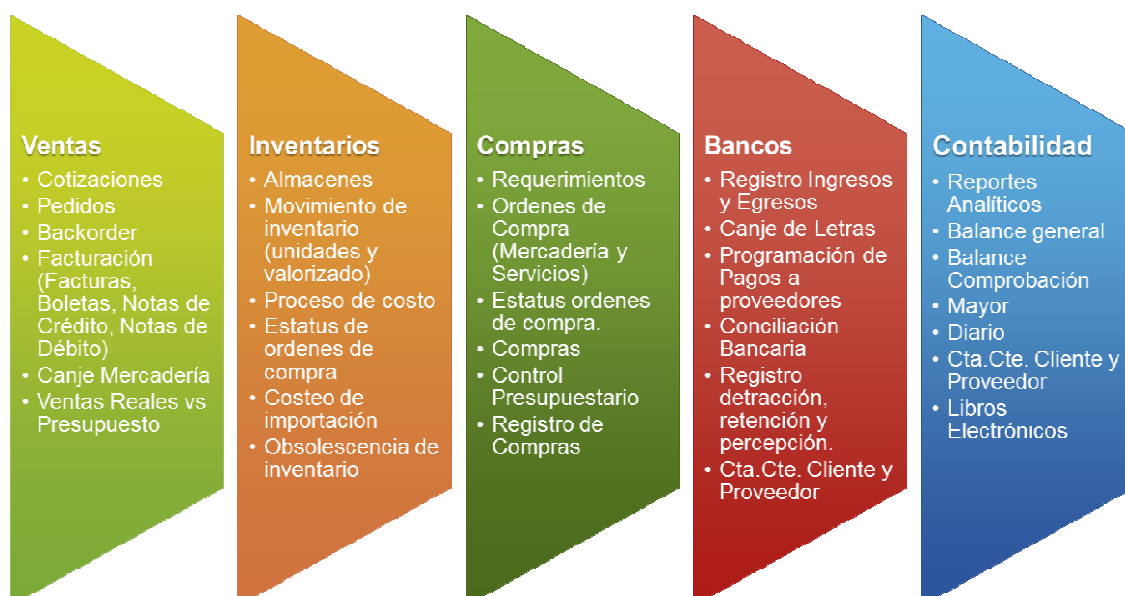 Ventas
• Cotizaciones
• Pedidos
• Backorder
• Facturación
(Facturas,
Boletas, Notas de
Crédito, Notas de
Débito)
• Canje Mercadería
• Ventas Reales vs
Presupuesto
Inventarios
• Almacenes
• Movimiento de
inventario
(unidades y
valorizado)
• Proceso de costo
• Estatus de
ordenes de
compra
• Costeo de
importación
• Obsolescencia de
inventario
Compras
• Requerimientos
• Ordenes de
Compra
(Mercadería y
Servicios)
• Estatus ordenes
de compra.
• Compras
• Control
Presupuestario
• Registro de
Compras
Bancos
• Registro Ingresos
y Egresos
• Canje de Letras
• Programación de
Pagos a
proveedores
• Conciliación
Bancaria
• Registro
detracción,
retención y
percepción.
• Cta.Cte. Cliente y
Proveedor
Contabilidad
• Reportes
Analíticos
• Balance general
• Balance
Comprobación
• Mayor
• Diario
• Cta.Cte. Cliente y
Proveedor
• Libros
Electrónicos